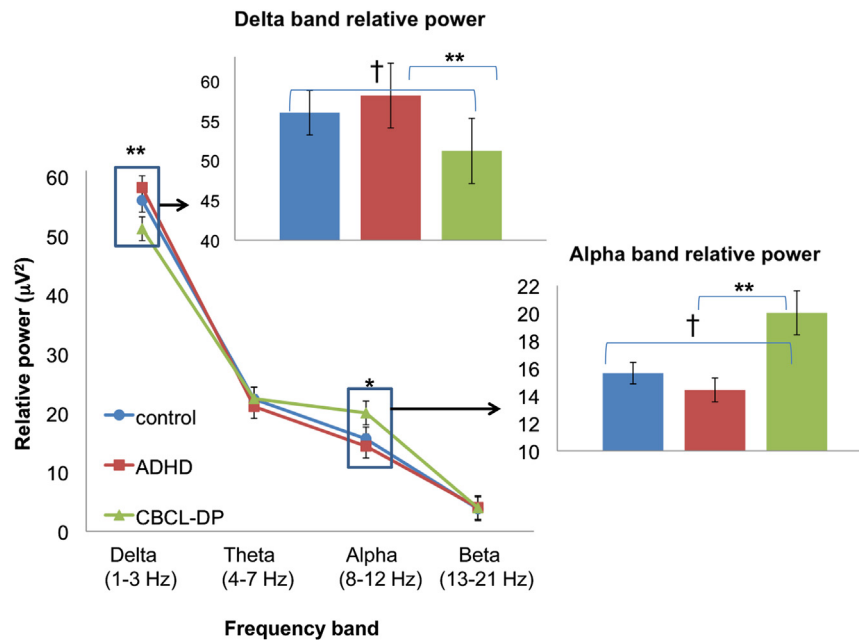 Delta band relative power
60
55
50
45
40
†
**
**
60
50
40
30
20
10
0
Relative power (µV²)
control
ADHD
CBCL-DP
*
Alpha band relative power
22
20
18
16
14
12
10
†
**
Delta
(1-3 Hz)
Theta
(4-7 Hz)
Alpha
(8-12 Hz)
Beta
(13-21 Hz)
Frequency band